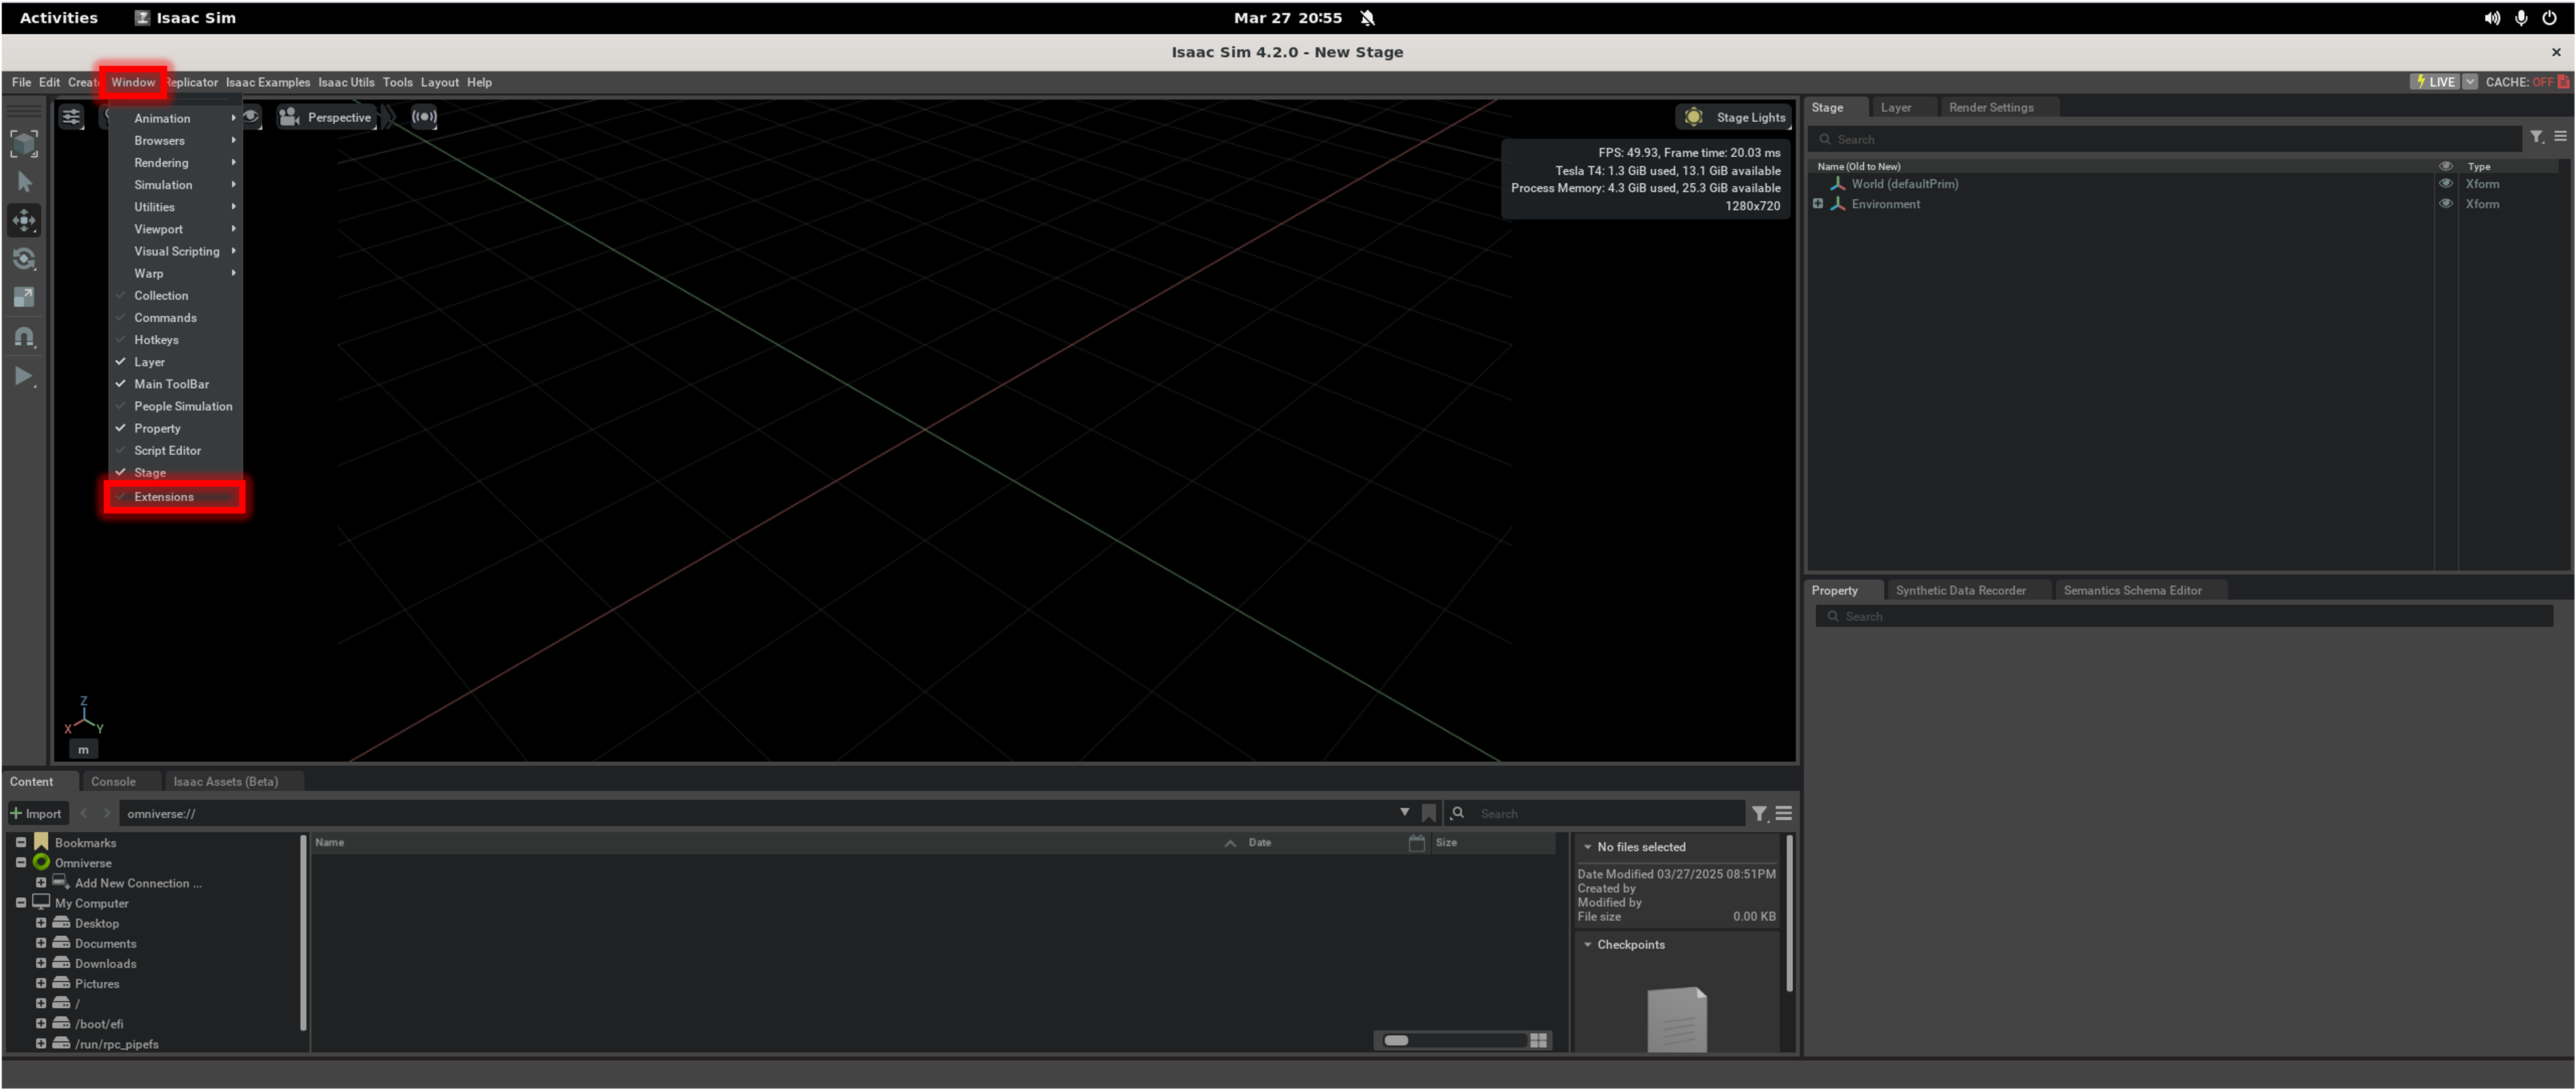 Activities Isaac Sim Mar 27 20:55
Isaac Sim 4.2.0 - New Stage
File Edit Create Window Replicator Isaac Examples Isaac Utils Tools Layout Help LIVE CACHE: OFF
Animation
Browsers
Rendering
Simulation
Utilities
Viewport
Visual Scripting
Warp
Collection
Commands
Hotkeys
Layer
Main ToolBar
People Simulation
Property
Script Editor
Stage
Extensions
Perspective
Stage Lights
FPS: 49.93, Frame time: 20.03 ms
Tesla T4: 1.3 GiB used, 13.1 GiB available
Process Memory: 4.3 GiB used, 25.3 GiB available
1280x720
Z
X Y
m
Stage Layer Render Settings
Search
Name (Old to New) Type
World (defaultPrim) Xform
Environment Xform
Property Synthetic Data Recorder Semantics Schema Editor
Search
Content Console Isaac Assets (Beta)
Import omniverse:// Search
Bookmarks
Omniverse
Add New Connection ...
My Computer
Desktop
Documents
Downloads
Pictures
/
/boot/efi
/run/rpc_pipefs
Name Date Size
No files selected
Date Modified 03/27/2025 08:51PM
Created by
Modified by
File size 0.00 KB
Checkpoints